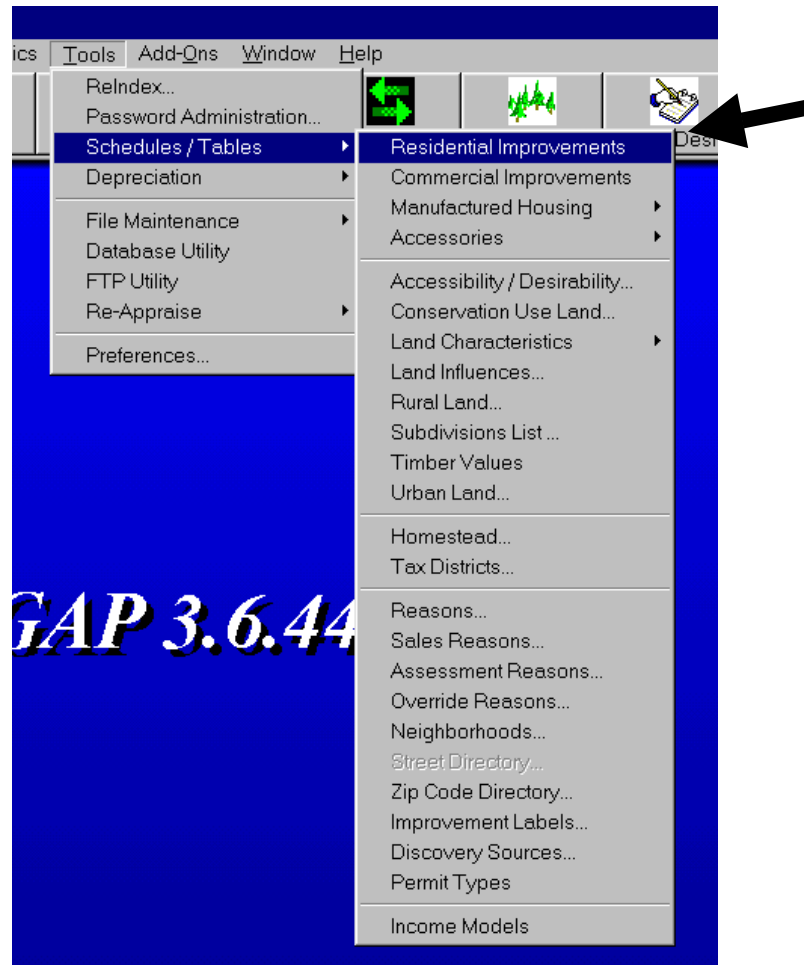 ics Tools Add-Ons Window Help
ReIndex...
Password Administration...
Schedules / Tables
Depreciation
File Maintenance
Database Utility
FTP Utility
Re-Appraise
Preferences...
Desi
Residential Improvements
Commercial Improvements
Manufactured Housing
Accessories
Accessibility / Desirability...
Conservation Use Land...
Land Characteristics
Land Influences...
Rural Land...
Subdivisions List ...
Timber Values
Urban Land...
Homestead...
Tax Districts...
Reasons...
Sales Reasons...
Assessment Reasons...
Override Reasons...
Neighborhoods...
Street Directory...
Zip Code Directory...
Improvement Labels...
Discovery Sources...
Permit Types
Income Models
GAP 3.6.44